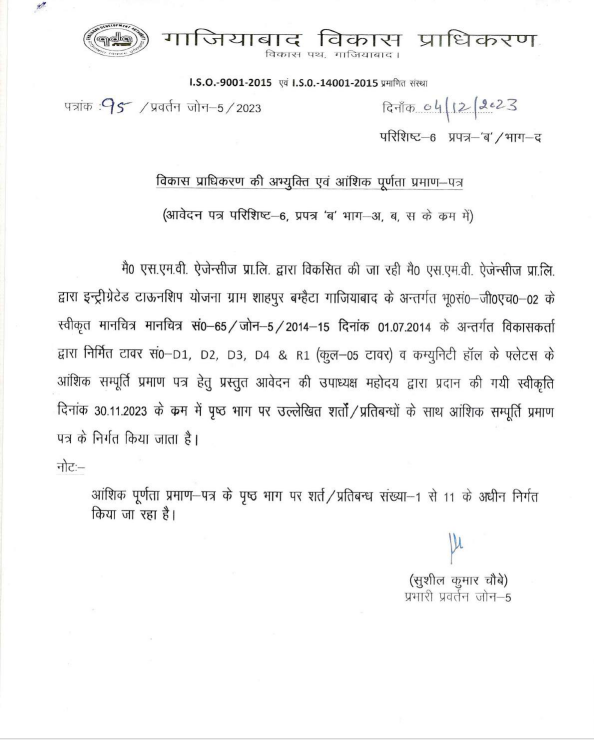 गाजियाबाद विकास प्राधिकरण
विकास पथ, गाजियाबाद।
I.S.O.-9001-2015 एवं I.S.0.-14001-2015 प्रमाणित संस्था
पत्रांक :95 /प्रवर्तन जोन–5/2023 दिनॉंक 04/12/2023
परिशिष्ट–6 प्रपत्र–'ब'/भाग–द
विकास प्राधिकरण की अभ्युक्ति एवं आंशिक पूर्णता प्रमाण–पत्र
(आवेदन पत्र परिशिष्ट–6, प्रपत्र 'ब' भाग–अ, ब, स के कम में)
मै0 एस.एम.वी. ऐजेन्सीज प्रा.लि. द्वारा विकसित की जा रही मै0 एस.एम.वी. ऐजेन्सीज प्रा.लि.
द्वारा इन्ट्रीग्रेटेड टाऊनशिप योजना ग्राम शाहपुर बम्हैटा गाजियाबाद के अन्तर्गत भू0सं0–जी0एच0–02 के
स्वीकृत मानचित्र मानचित्र सं0–65/जोन–5/2014–15 दिनांक 01.07.2014 के अन्तर्गत विकासकर्ता
द्वारा निर्मित टावर सं0–D1, D2, D3, D4 & R1 (कुल–05 टावर) व कम्युनिटी हॉल के फ्लेटस के
आंशिक सम्पूर्ति प्रमाण पत्र हेतु प्रस्तुत आवेदन की उपाध्यक्ष महोदय द्वारा प्रदान की गयी स्वीकृति
दिनांक 30.11.2023 के कम में पृष्ठ भाग पर उल्लेखित शर्तों/प्रतिबन्धों के साथ आंशिक सम्पूर्ति प्रमाण
पत्र के निर्गत किया जाता है।
नोटः–
आंशिक पूर्णता प्रमाण–पत्र के पृष्ठ भाग पर शर्त/प्रतिबन्ध संख्या–1 से 11 के अधीन निर्गत
किया जा रहा है।
(सुशील कुमार चौबे)
प्रभारी प्रवर्तन जोन–5